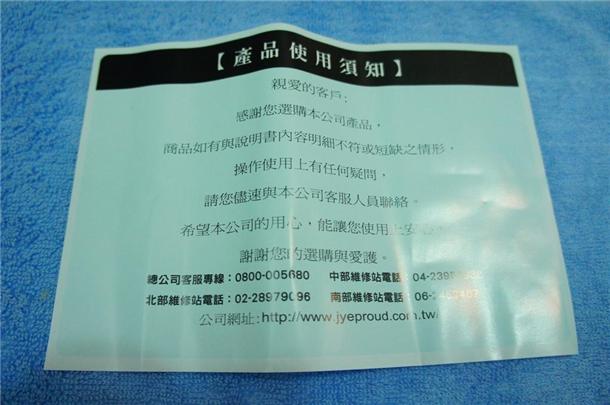 【產品使用須知】
親愛的客戶:
感謝您選購本公司產品,
商品如有與說明書內容明細不符或短缺之情形,
操作使用上有任何疑問,
請您儘速與本公司客服人員聯絡。
希望本公司的用心,能讓您使用上安心
謝謝您的選購與愛護。
總公司客服專線:0800-005680 中部維修站電話:
北部維修站電話:02-28979096 南部維修站電話:
公司網址:http://www.jyeproud.com.tw/